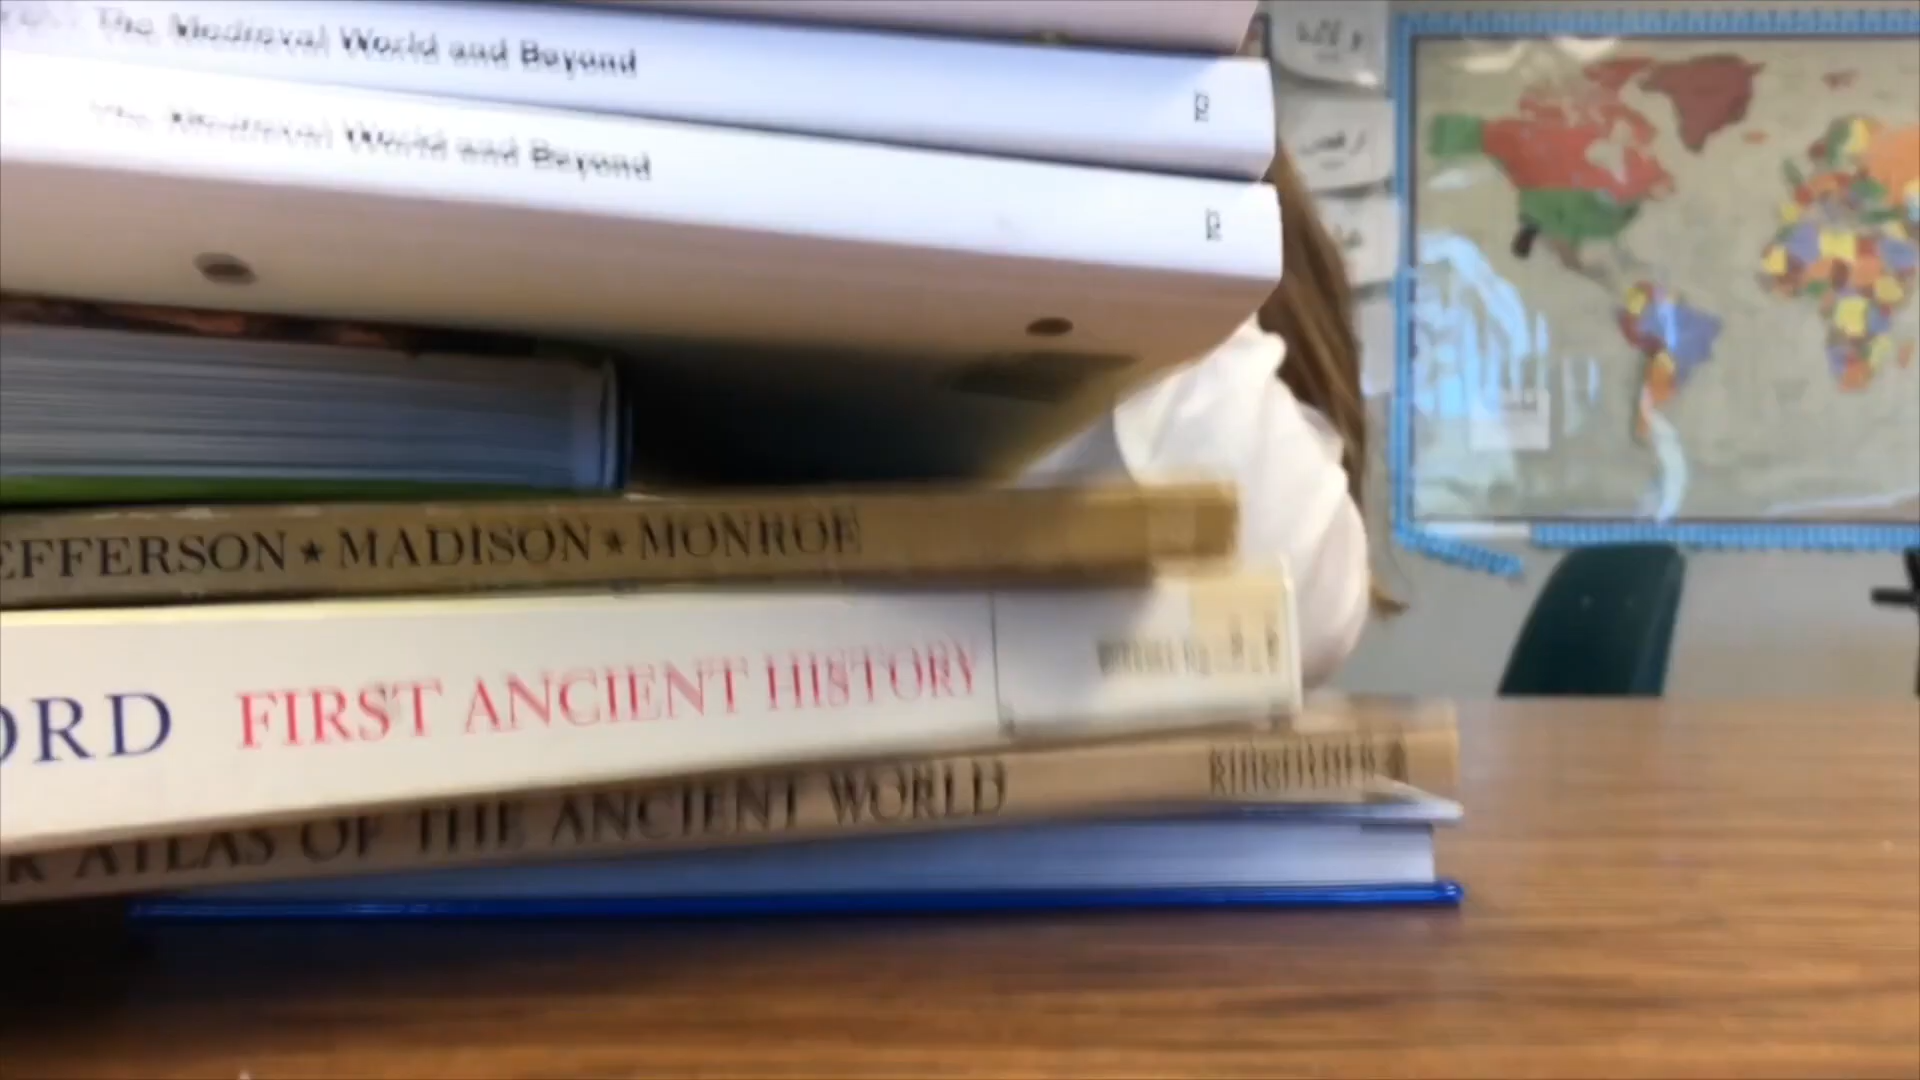 The Medieval World and Beyond
The Medieval World and Beyond
EFFERSON ★ MADISON ★ MONROE
ORD FIRST ANCIENT HISTORY
R ATLAS OF THE ANCIENT WORLD